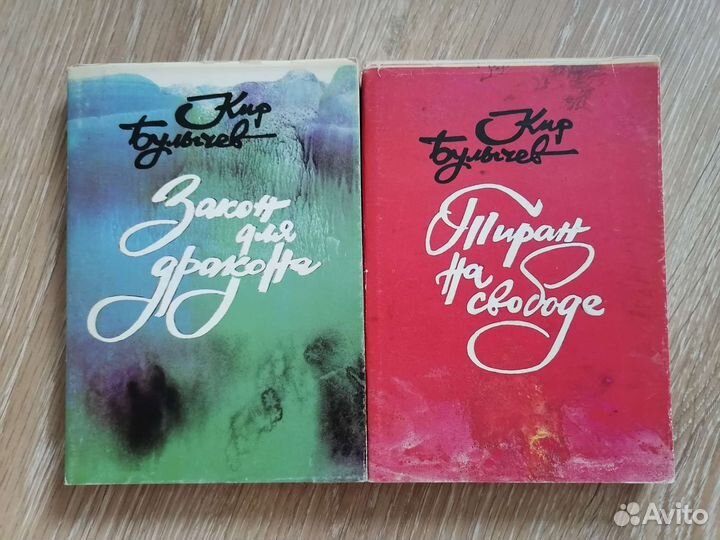 Кир
Булычев
Закон
для
дракона
Кир
Булычев
Тиран
на
свободе
Avito